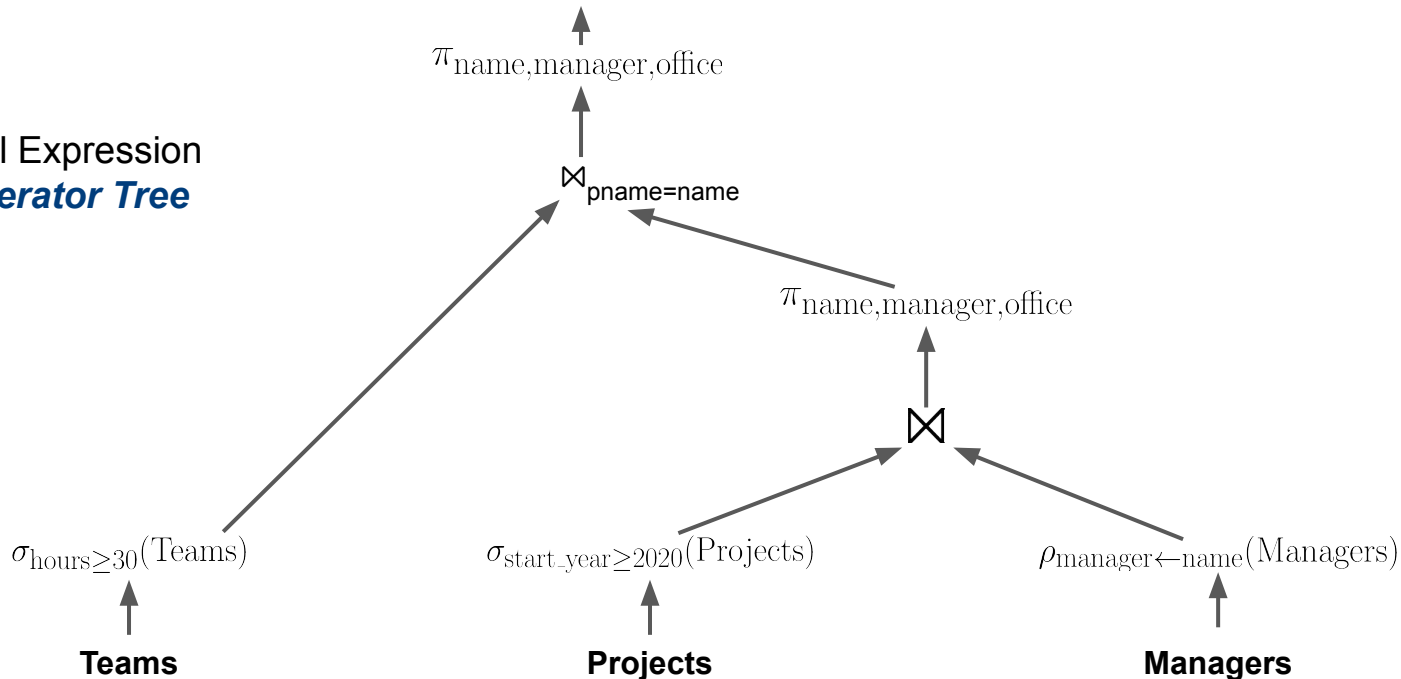 π name,manager,office
l Expression
erator Tree
⋈ pname=name
π name,manager,office
⋈
σ hours≥30(Teams) σ start_year≥2020(Projects) ρ manager←name(Managers)
Teams Projects Managers